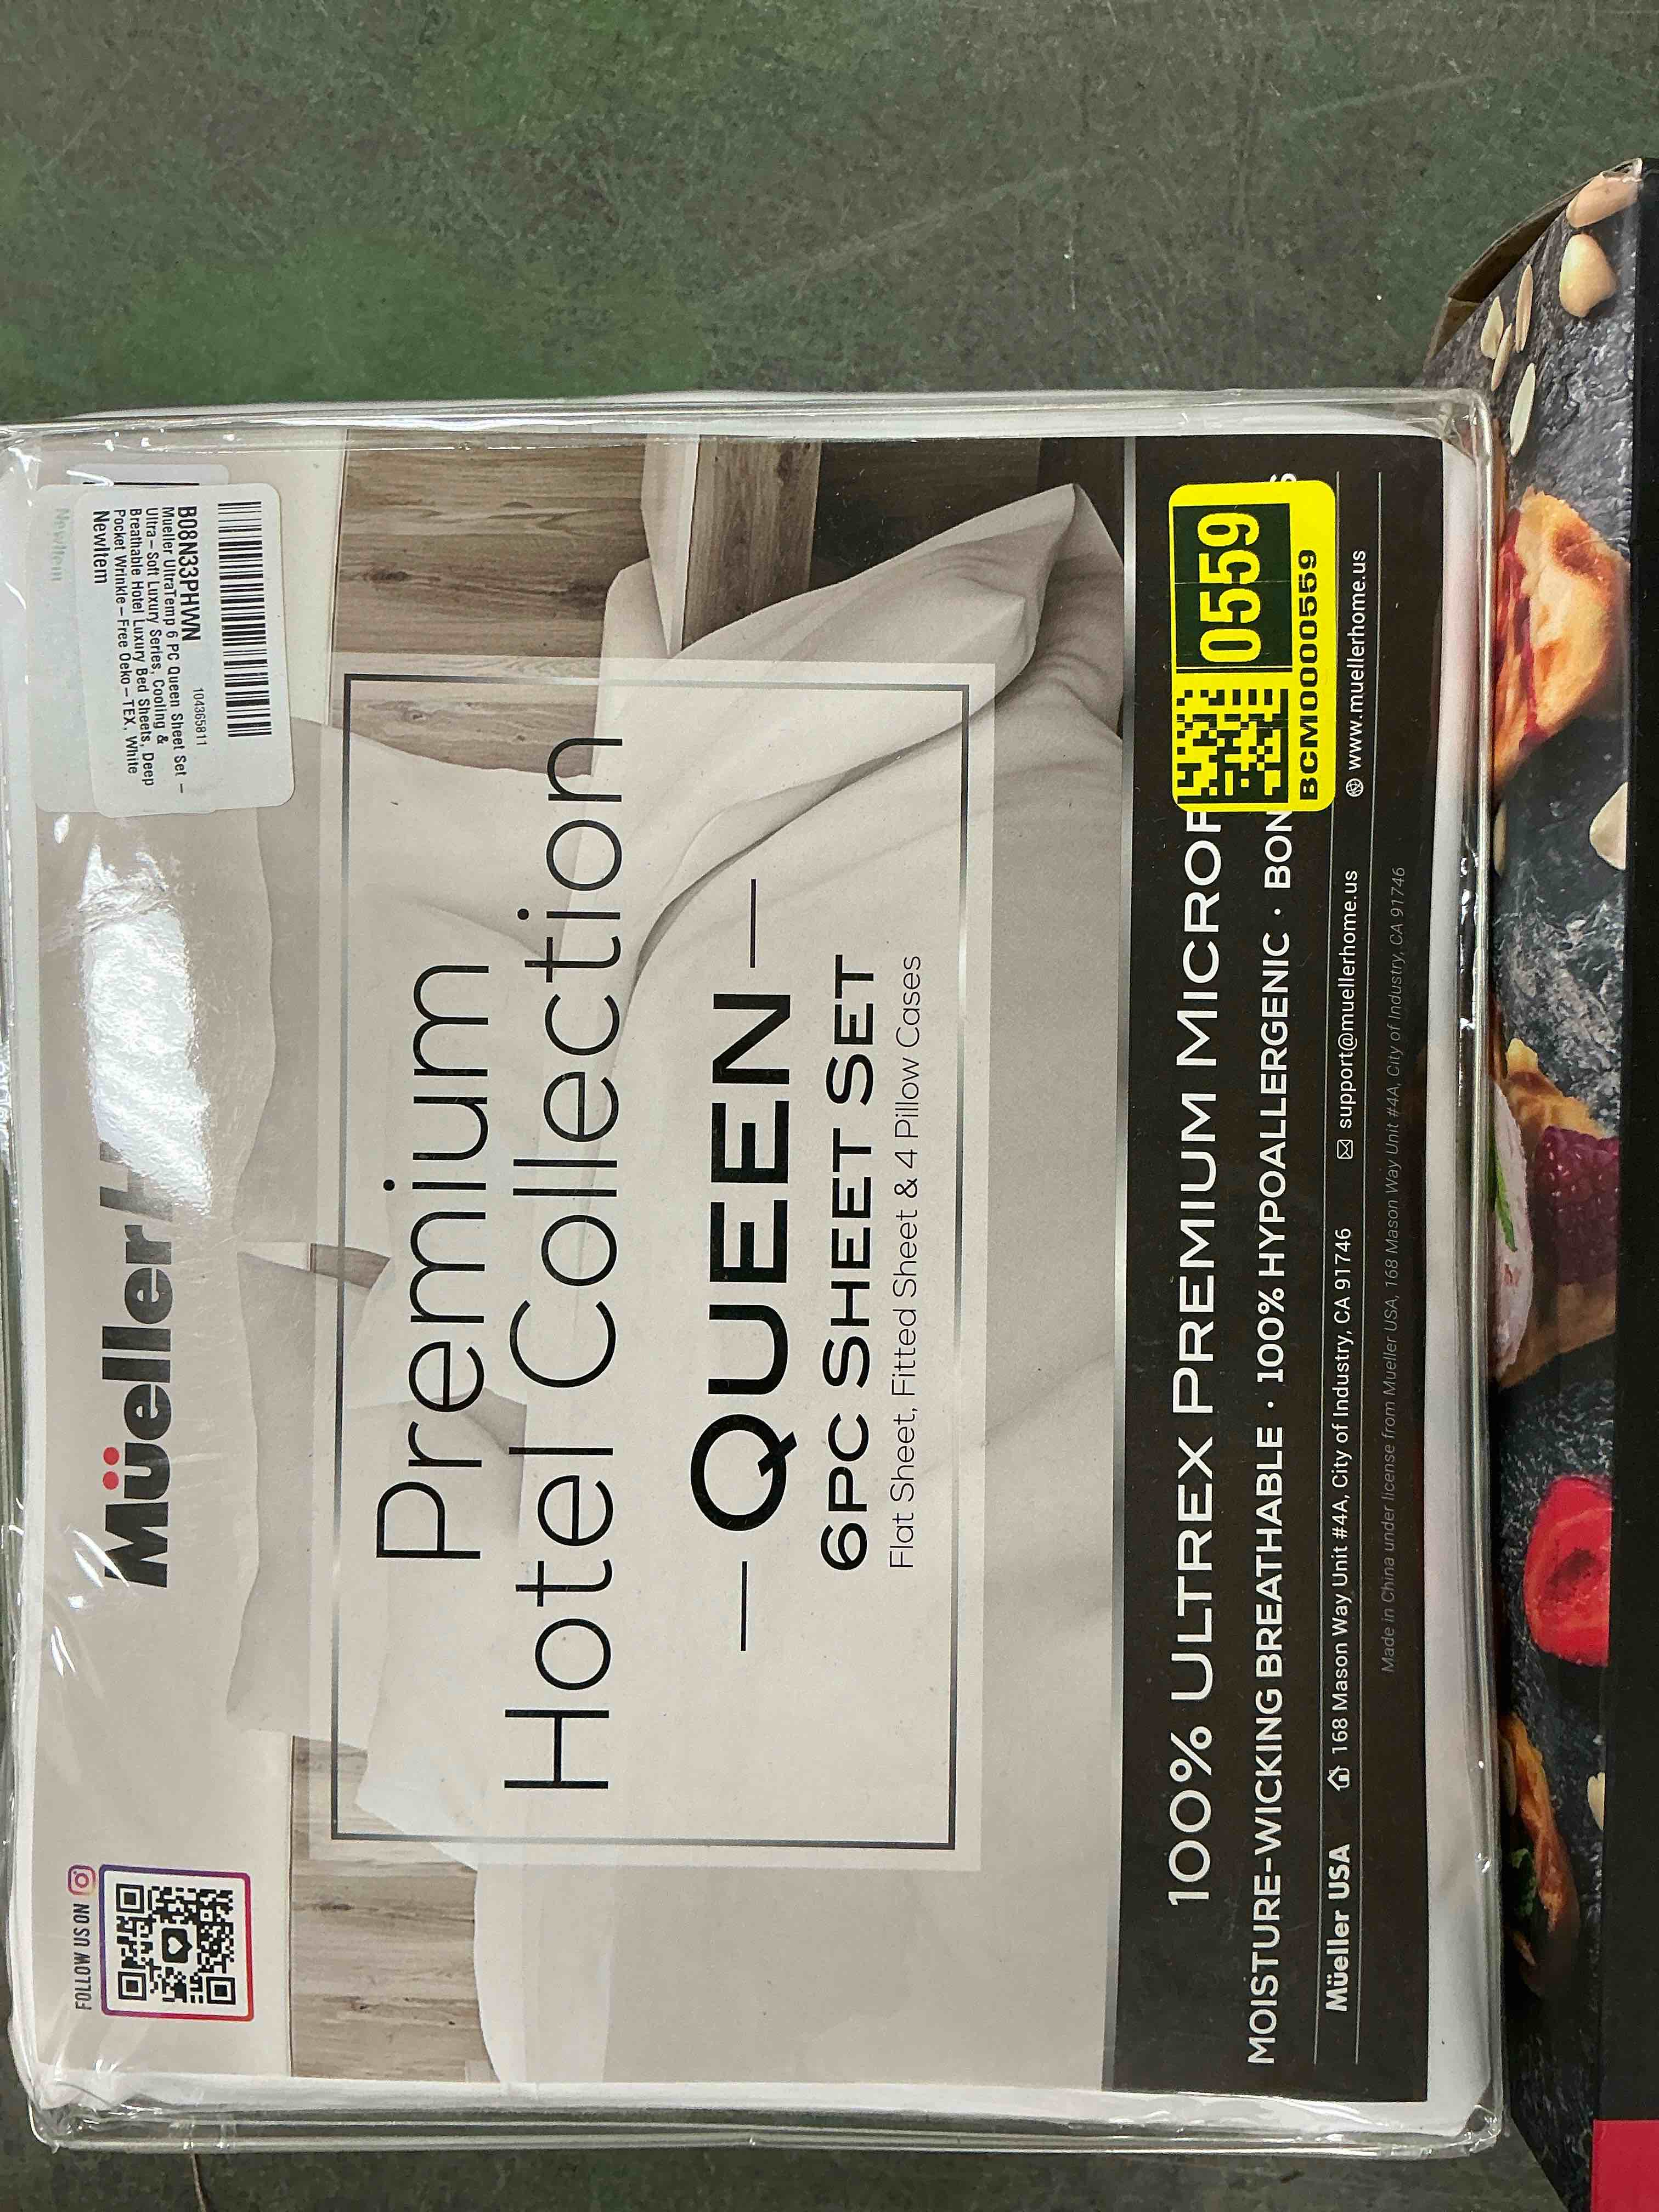 FOLLOW US ON
Müeller
Premium
Hotel Collection
QUEEN
6PC SHEET SET
Flat Sheet, Fitted Sheet & 4 Pillow Cases
100% ULTREX PREMIUM
MOISTURE-WICKING BREATHABLE · 100% HYPOALLERGENIC ·
Müeller USA 168 Mason Way Unit #4A, City of Industry, CA 91746 support@muellerhome.us www.muellerhome.us
Made in China under license from Mueller USA, 168 Mason Way Unit #4A, City of Industry, CA 91746
0559
BCM0000559
B08N33PHWN 104365811
Mueller UltraTemp 6 PC Queen Sheet Set –
Ultra – Soft Luxury Series, Cooling &
Breathable Hotel Luxury Bed Sheets, Deep
Pocket Wrinkle – Free Oeko – TEX, White
NewItem
NewItem